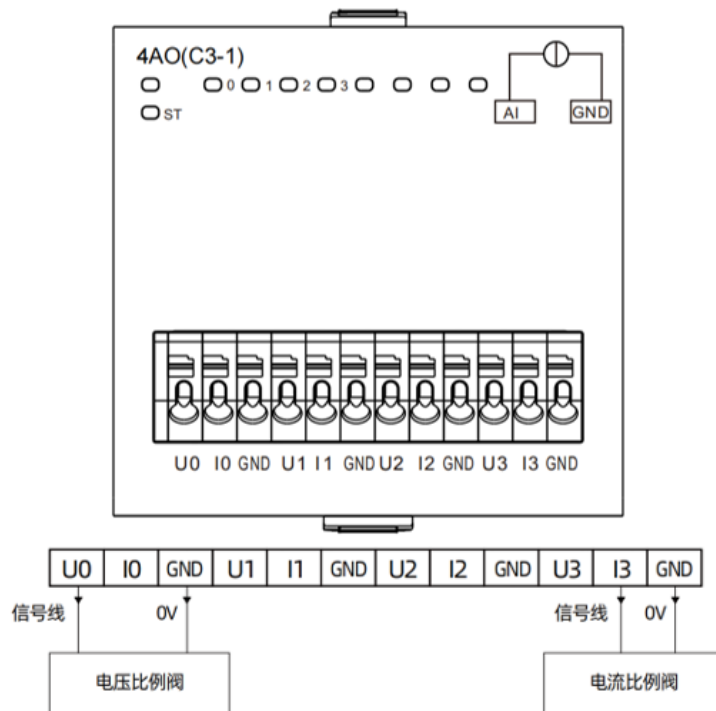 4AO(C3-1)
0 1 2 3
ST
AI GND
U0 I0 GND U1 I1 GND U2 I2 GND U3 I3 GND
U0 I0 GND U1 I1 GND U2 I2 GND U3 I3 GND
信号线 0V 信号线 0V
电压比例阀 电流比例阀